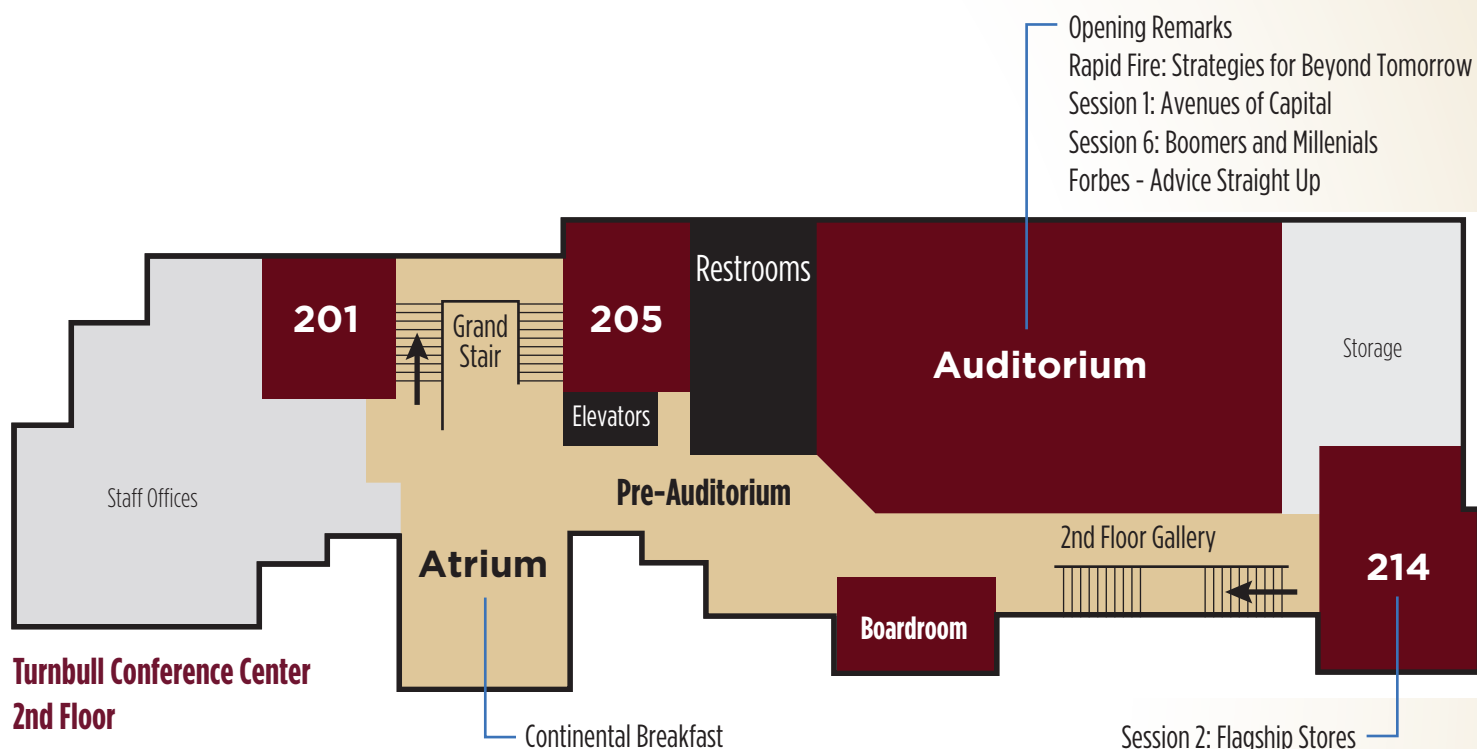 Opening Remarks
Rapid Fire: Strategies for Beyond Tomorrow
Session 1: Avenues of Capital
Session 6: Boomers and Millenials
Forbes - Advice Straight Up
201
Grand
Stair
205
Restrooms
Elevators
Auditorium
Storage
Staff Offices
Pre-Auditorium
Atrium
2nd Floor Gallery
214
Boardroom
Turnbull Conference Center
2nd Floor
Continental Breakfast
Session 2: Flagship Stores